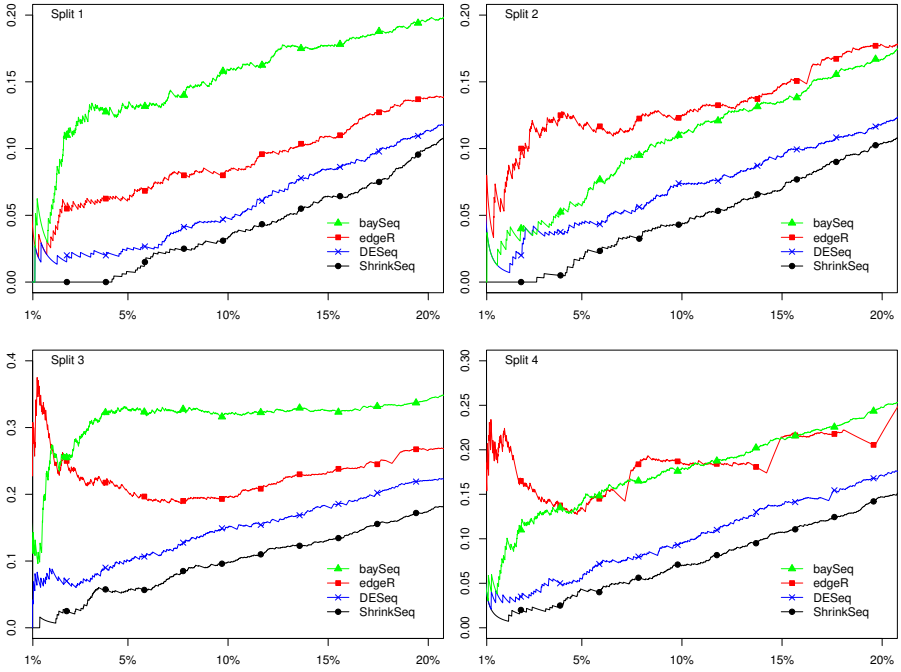 Split 1
0.20
0.15
0.10
0.05
0.00
baySeq
edgeR
DESeq
ShrinkSeq
1%
5%
10%
15%
20%
Split 2
0.20
0.15
0.10
0.05
0.00
baySeq
edgeR
DESeq
ShrinkSeq
1%
5%
10%
15%
20%
Split 3
0.4
0.3
0.2
0.1
0.0
baySeq
edgeR
DESeq
ShrinkSeq
1%
5%
10%
15%
20%
Split 4
0.30
0.25
0.20
0.15
0.10
0.05
0.00
baySeq
edgeR
DESeq
ShrinkSeq
1%
5%
10%
15%
20%